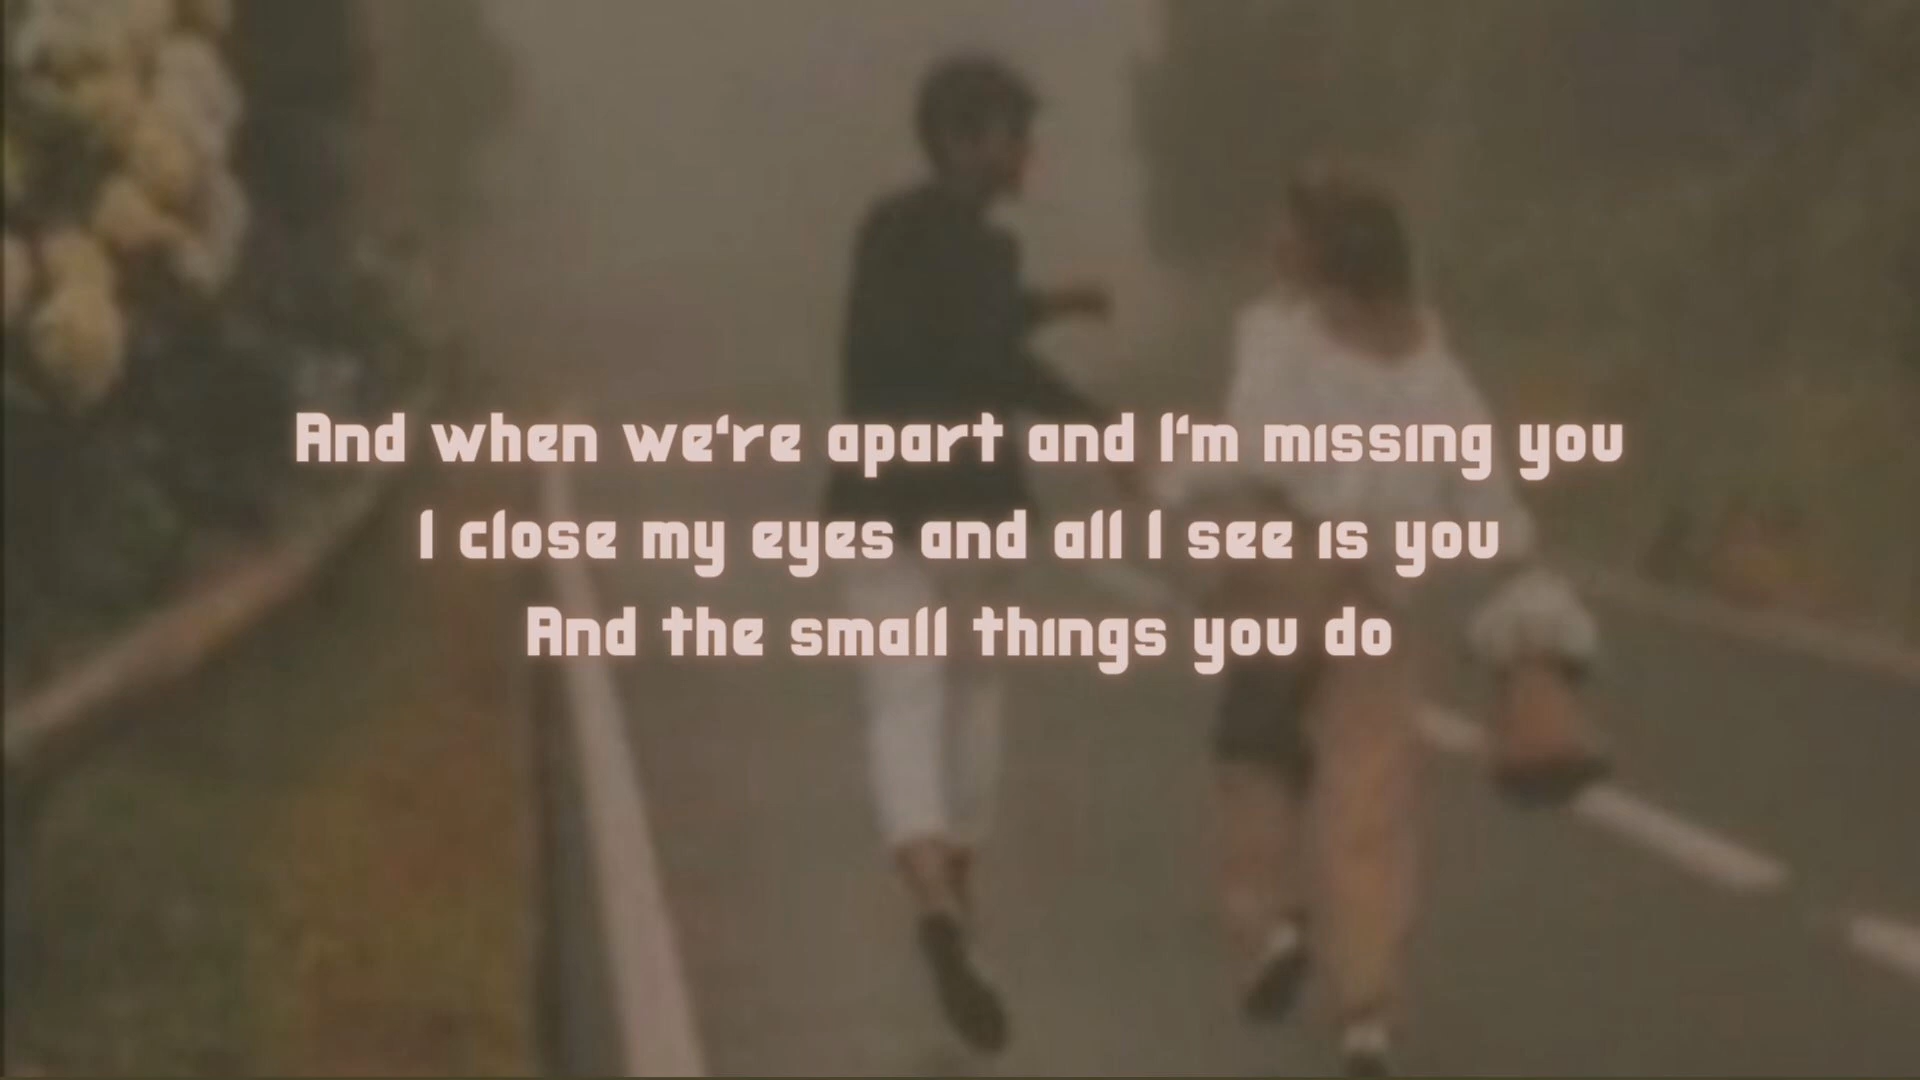 And when we're apart and I'm missing you
I close my eyes and all I see is you
And the small things you do